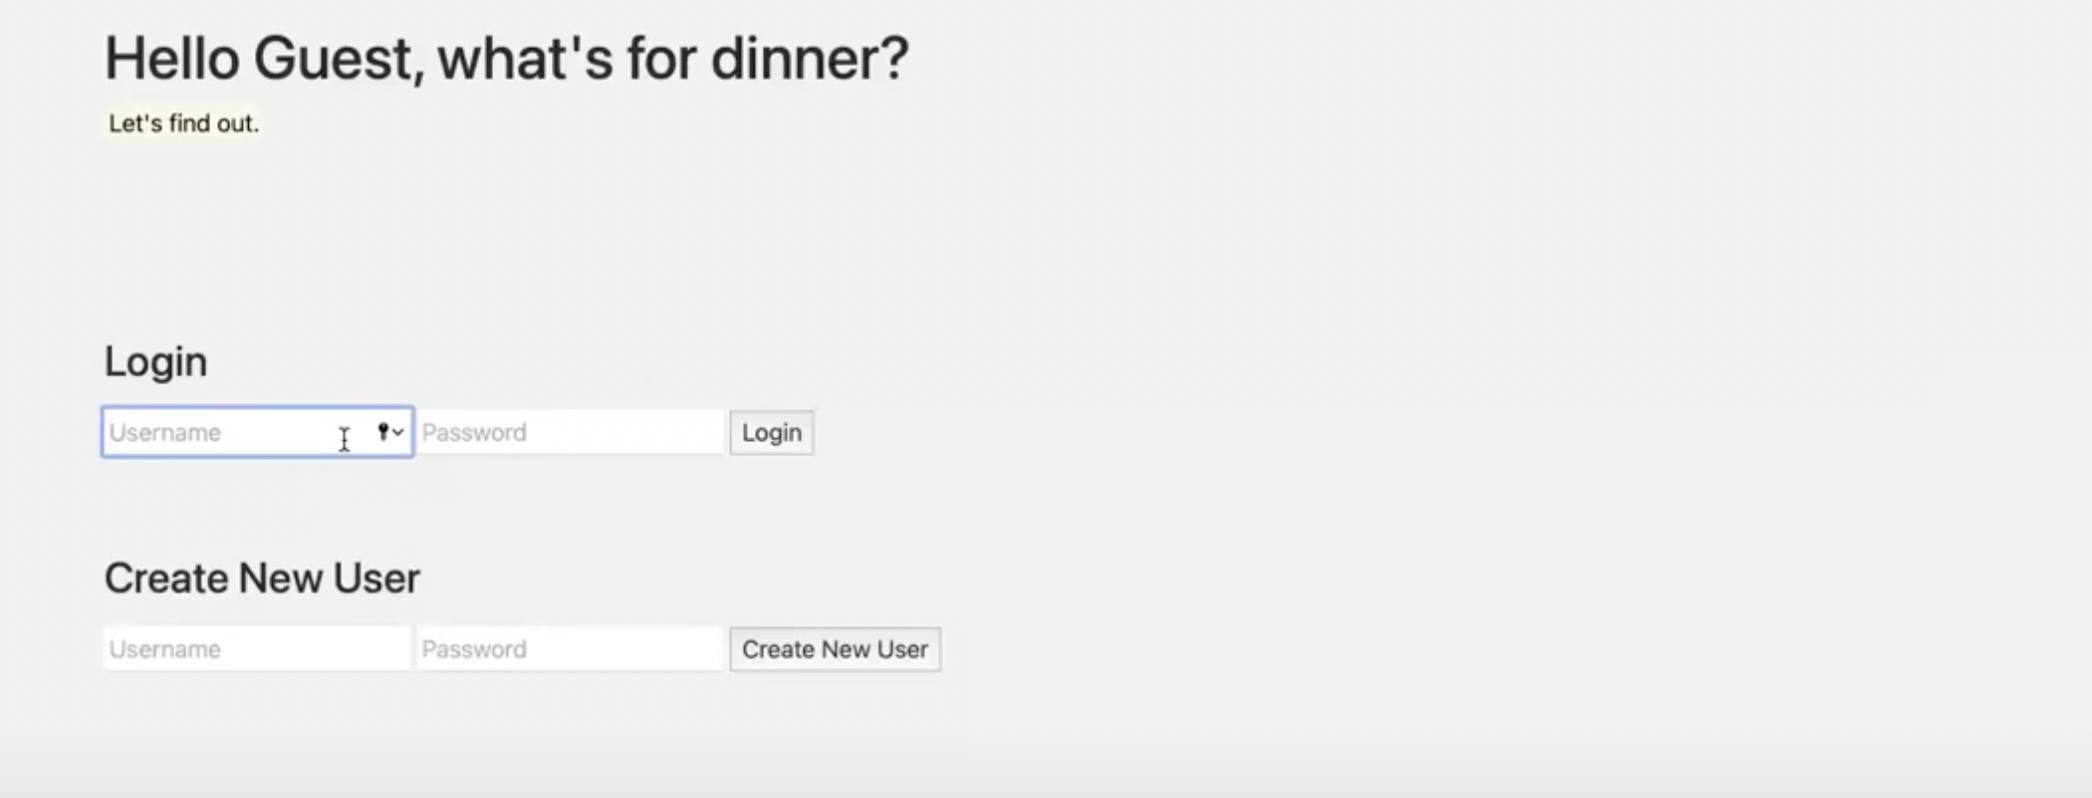 Hello Guest, what's for dinner?
Let's find out.
Login
Username Password Login
Create New User
Username Password Create New User